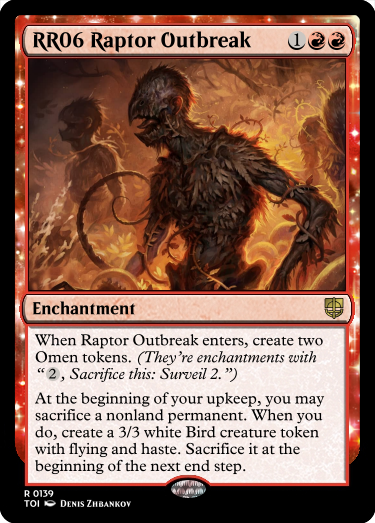 RR06 Raptor Outbreak 1
Enchantment
When Raptor Outbreak enters, create two
Omen tokens. (They're enchantments with
“2, Sacrifice this: Surveil 2.”)
At the beginning of your upkeep, you may
sacrifice a nonland permanent. When you
do, create a 3/3 white Bird creature token
with flying and haste. Sacrifice it at the
beginning of the next end step.
R 0139
TOI DENIS ZHBANKOV